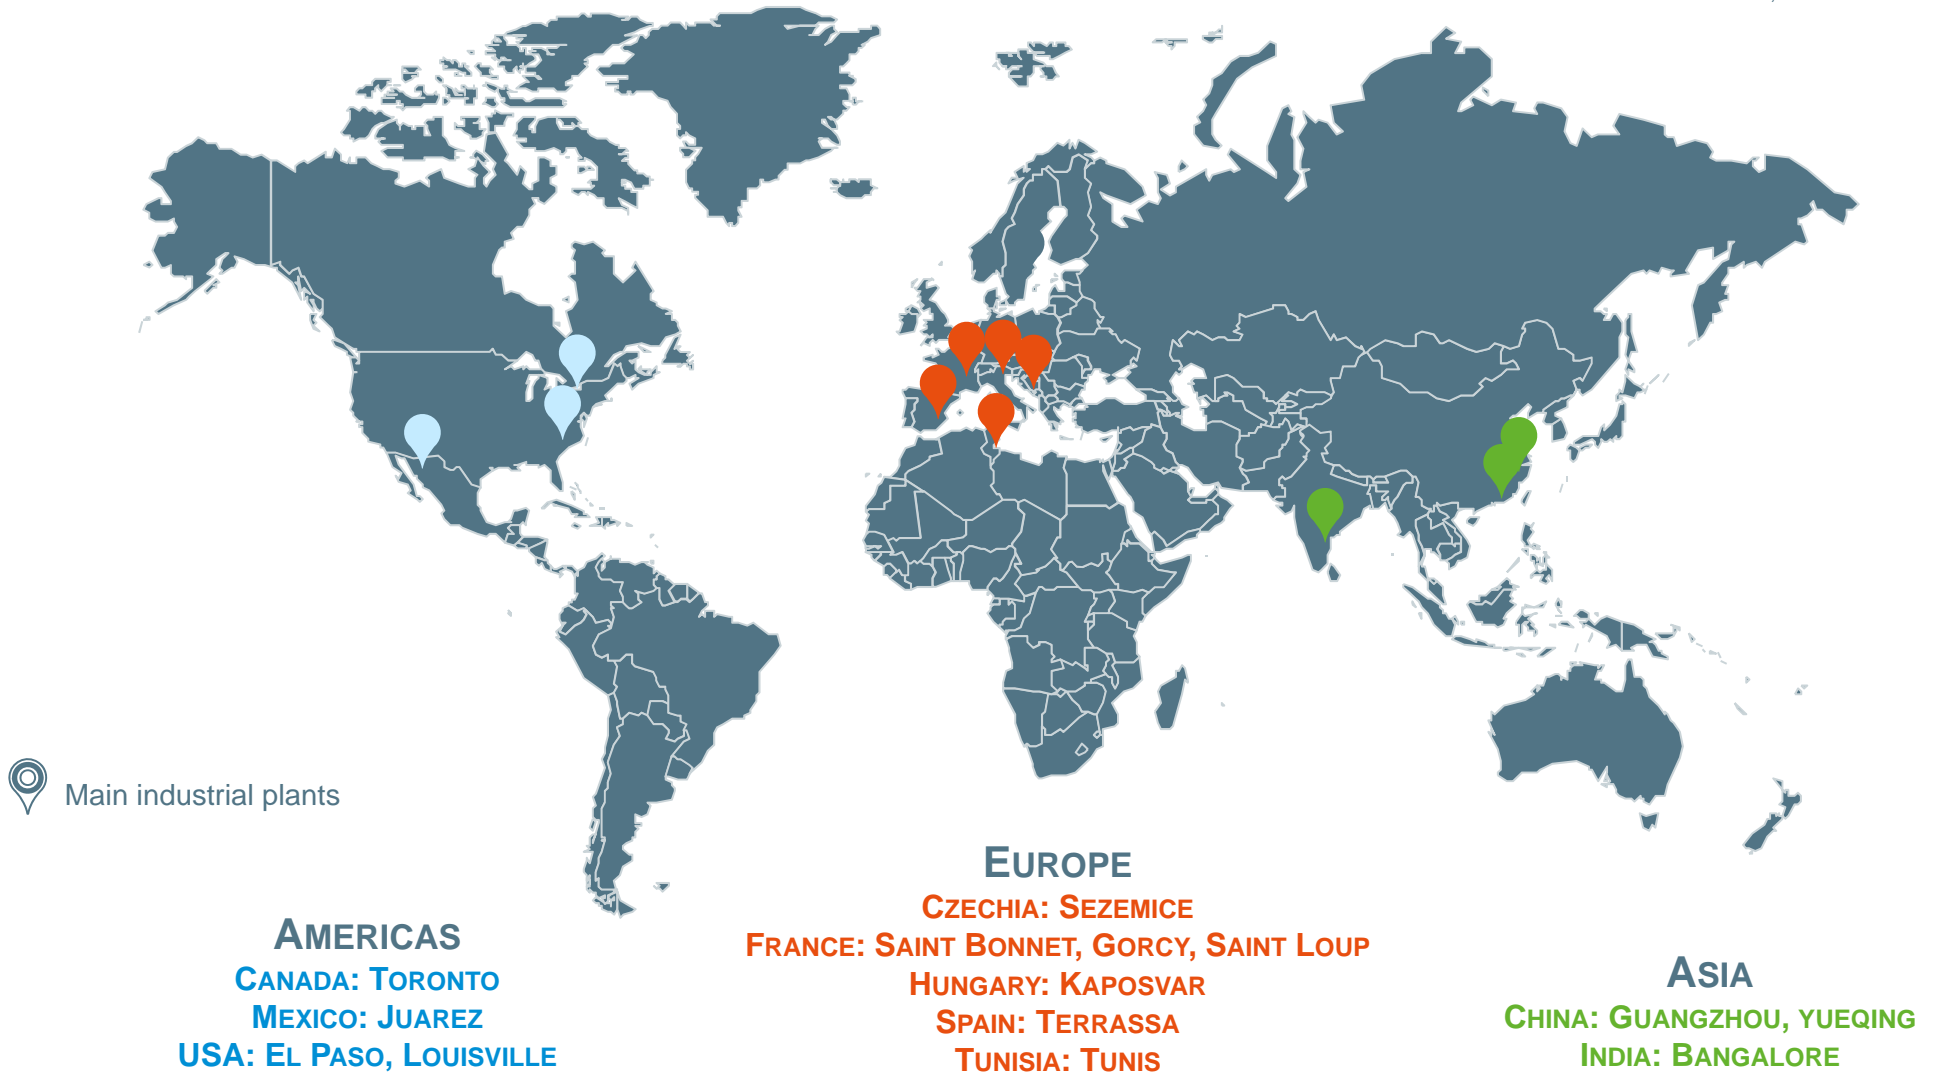 Main industrial plants
AMERICAS
CANADA: TORONTO
MEXICO: JUAREZ
USA: EL PASO, LOUISVILLE
EUROPE
CZECHIA: SEZEMICE
FRANCE: SAINT BONNET, GORCY, SAINT LOUP
HUNGARY: KAPOSVAR
SPAIN: TERRASSA
TUNISIA: TUNIS
ASIA
CHINA: GUANGZHOU, YUEQING
INDIA: BANGALORE